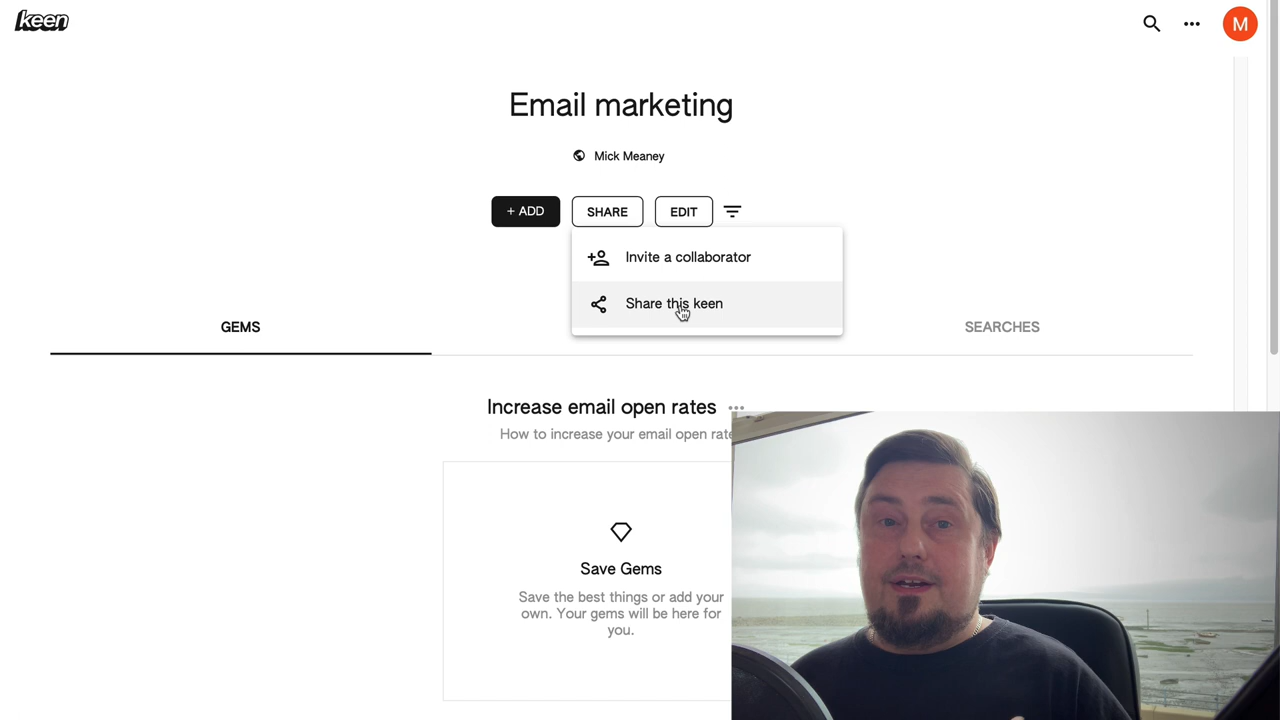 keen
M
Email marketing
Mick Meaney
+ ADD
SHARE
EDIT
Invite a collaborator
Share this keen
GEMS
SEARCHES
Increase email open rates
How to increase your email open
Save Gems
Save the best things or add your
own. Your gems will be here for
you.